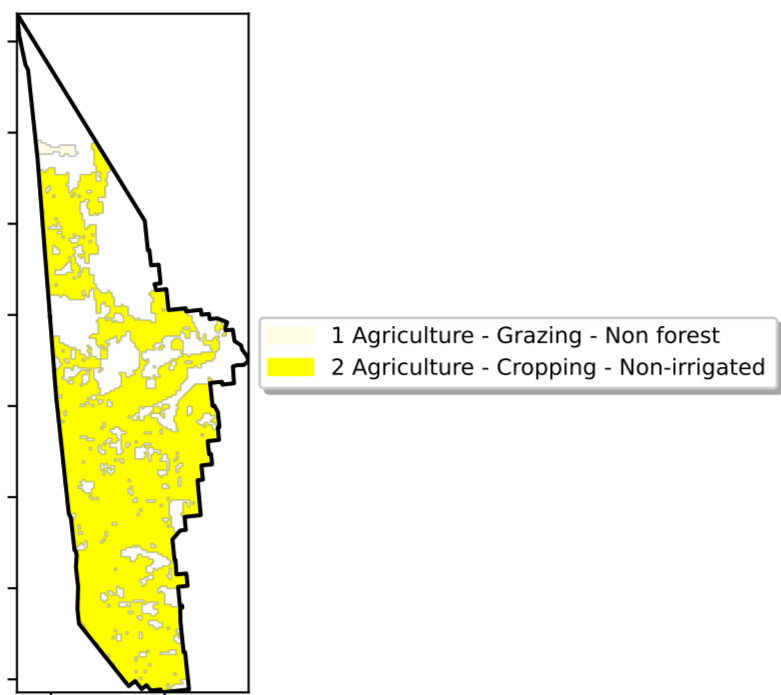 1 Agriculture - Grazing - Non forest
2 Agriculture - Cropping - Non-irrigated